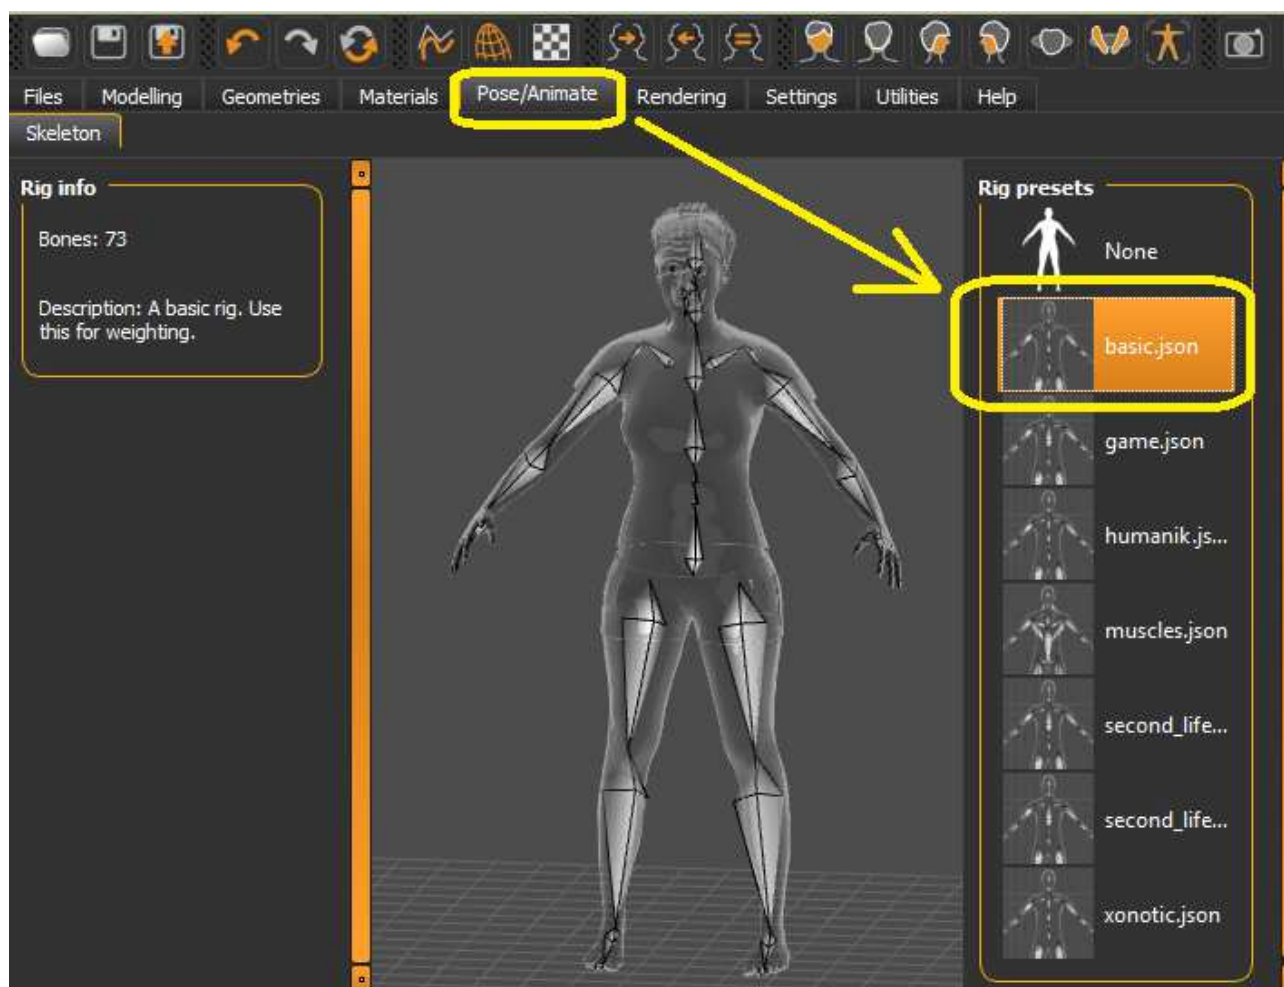 Files Modelling Geometries Materials Pose/Animate Rendering Settings Utilities Help
Skeleton
Rig info
Bones: 73
Description: A basic rig. Use
this for weighting.
Rig presets
None
basic.json
game.json
humanik.js...
muscles.json
second_life...
second_life...
xonotic.json